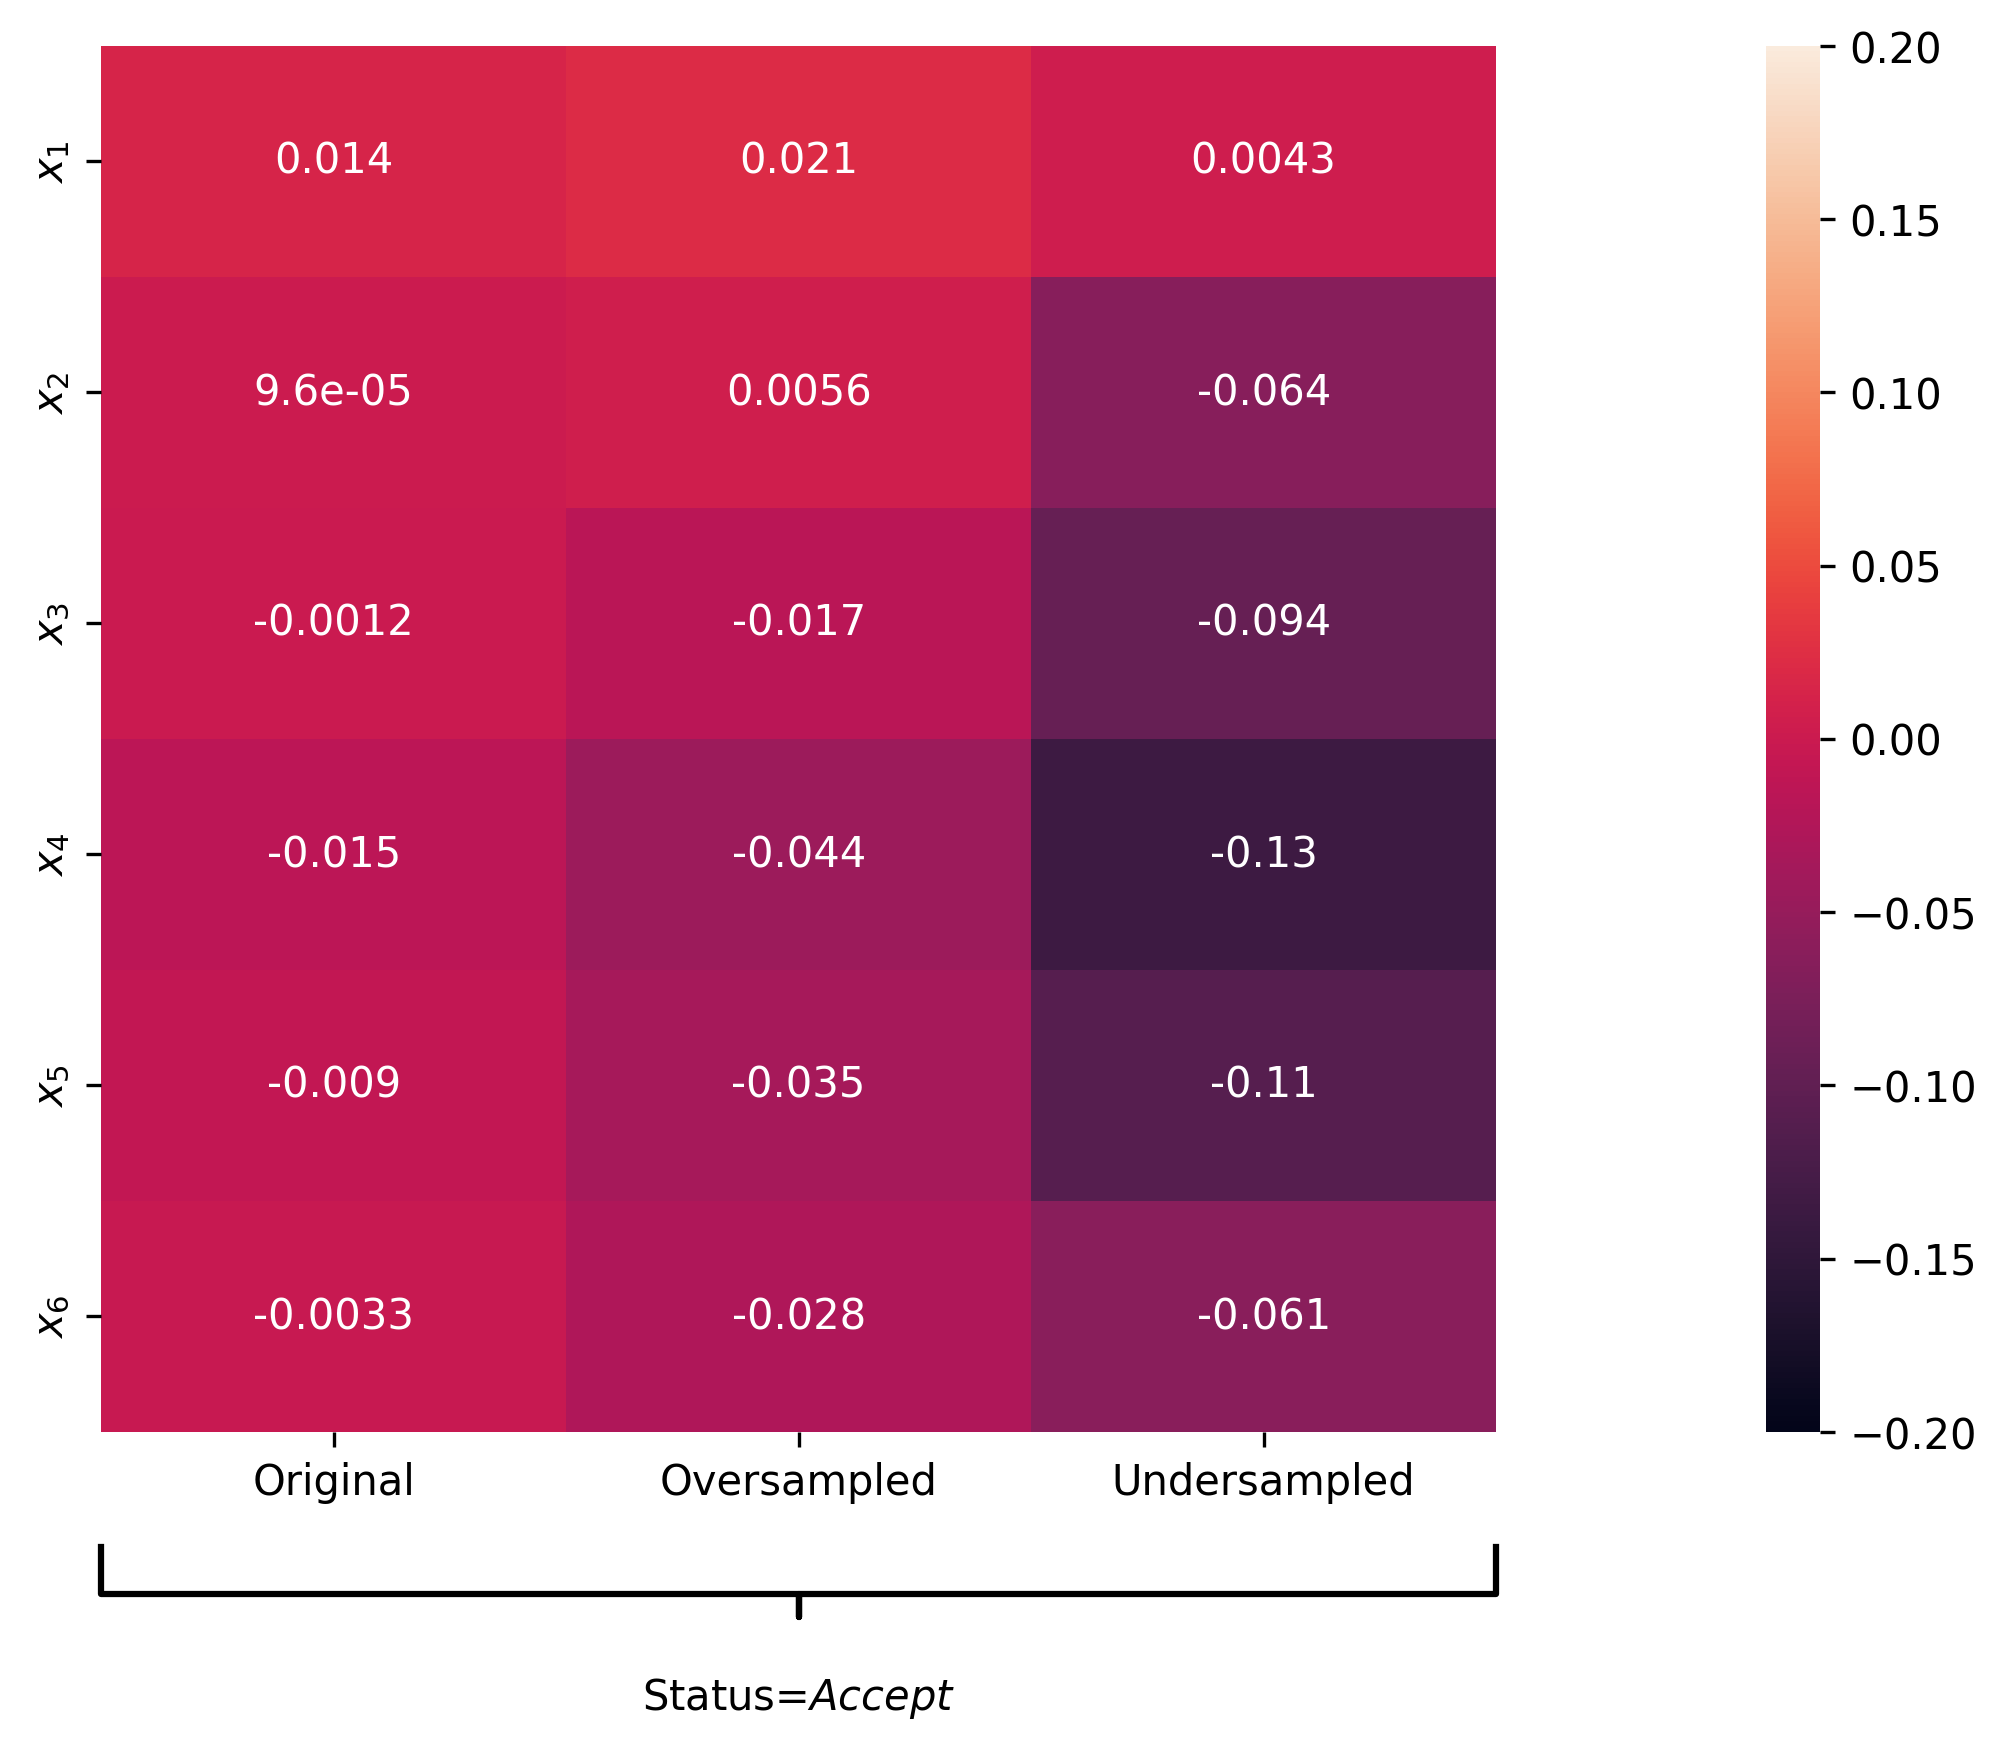 x₁ 0.014 0.021 0.0043
x₂ 9.6e-05 0.0056 -0.064
x₃ -0.0012 -0.017 -0.094
x₄ -0.015 -0.044 -0.13
x₅ -0.009 -0.035 -0.11
x₆ -0.0033 -0.028 -0.061
Original Oversampled Undersampled
Status=Accept
0.20
0.15
0.10
0.05
0.00
−0.05
−0.10
−0.15
−0.20